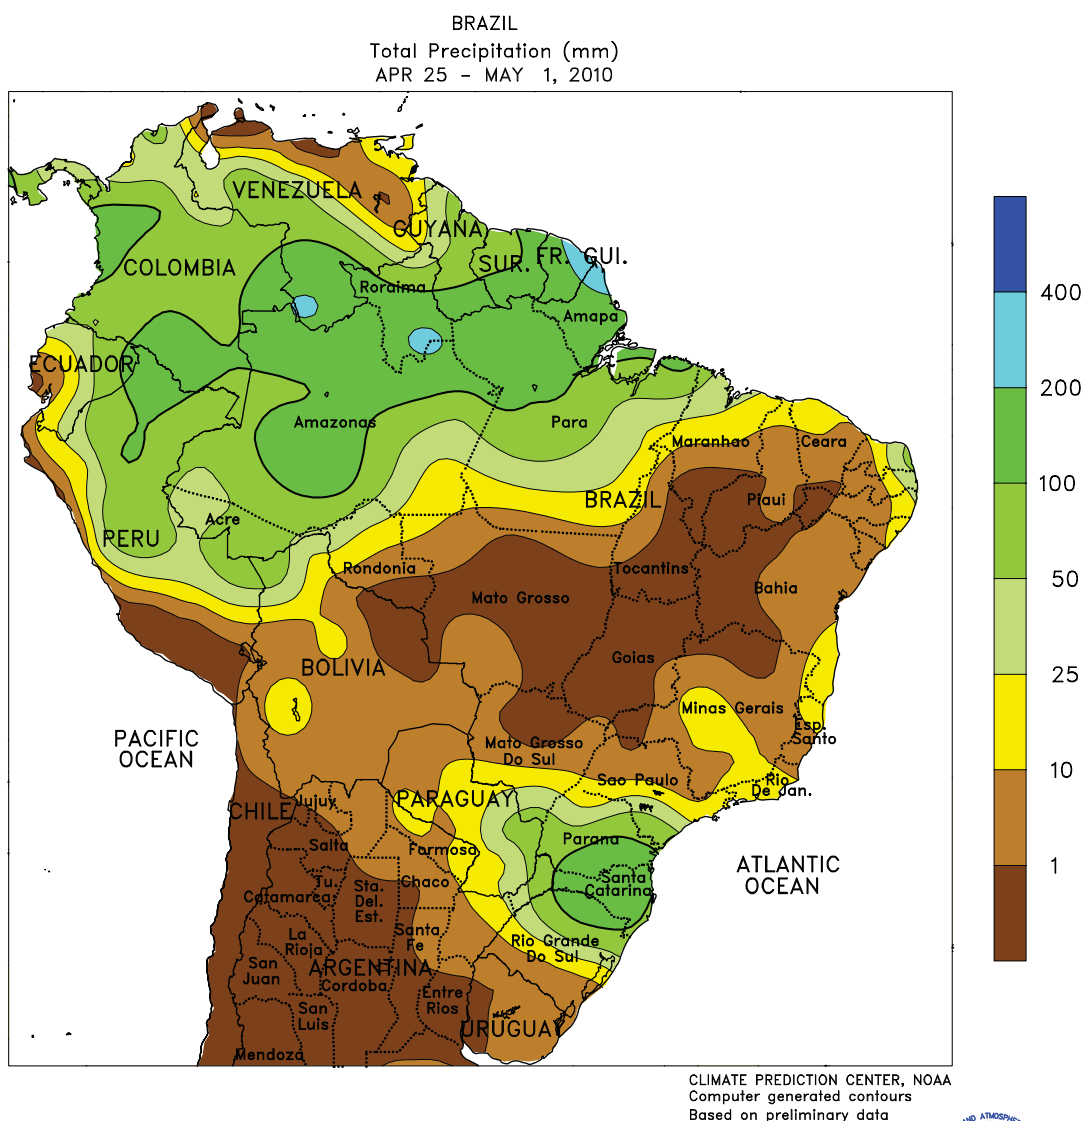 BRAZIL
Total Precipitation (mm)
APR 25 – MAY 1, 2010
VENEZUELA
GUYANA
SUR.
FR. GUI.
COLOMBIA
Roraima
Amapa
ECUADOR
Amazonas
Para
Maranhao
Ceara
BRAZIL
Piaui
Acre
PERU
Rondonia
Tocantins
Bahia
Mato Grosso
Goias
BOLIVIA
Minas Gerais
Esp.
Santo
PACIFIC
OCEAN
Mato Grosso
Do Sul
Sao Paulo
Rio
De Jan.
CHILE
Jujuy
PARAGUAY
Parana
Salta
Formosa
ATLANTIC
OCEAN
Santa
Catarina
Tu.
Catamarca
Sta.
Del.
Est.
Chaco
La
Rioja
Santa
Fe
Rio Grande
Do Sul
San
Juan
ARGENTINA
Cordoba
Entre
Rios
San
Luis
URUGUAY
Mendoza
400
200
100
50
25
10
1
CLIMATE PREDICTION CENTER, NOAA
Computer generated contours
Based on preliminary data